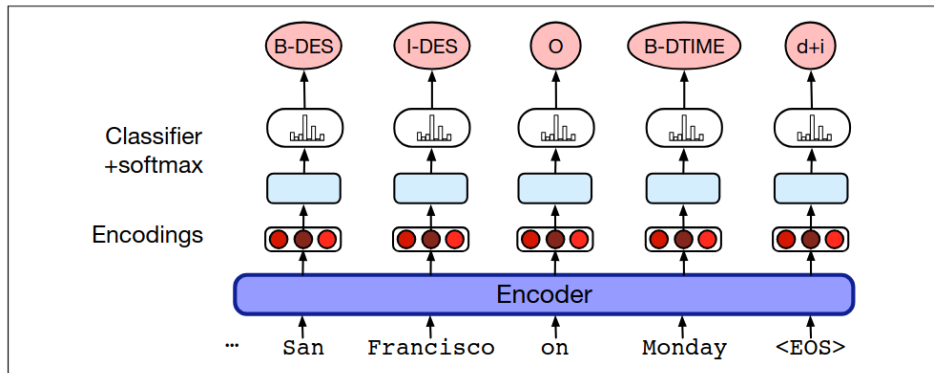 B-DES I-DES O B-DTIME d+i
Classifier
+softmax
Encodings
Encoder
... San Francisco on Monday <EOS>